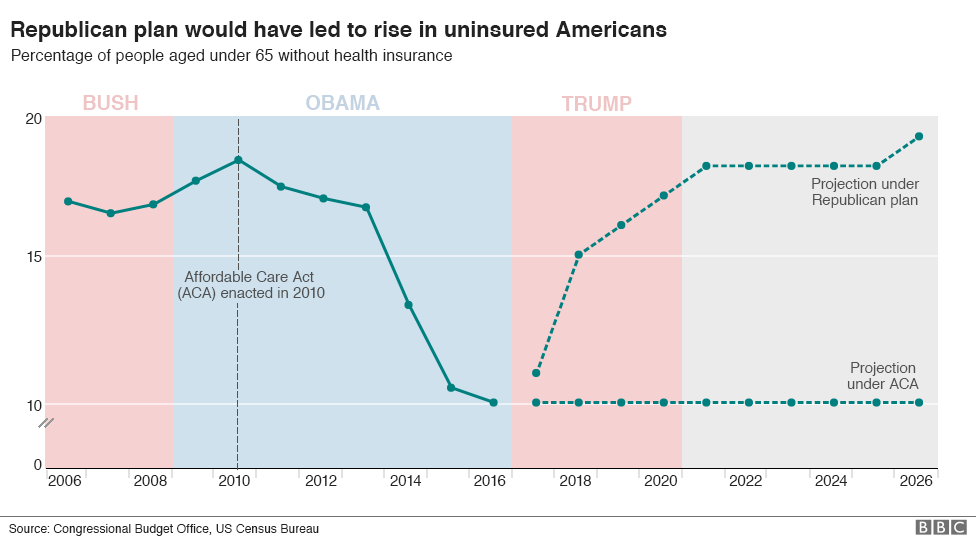 Republican plan would have led to rise in uninsured Americans
Percentage of people aged under 65 without health insurance
BUSH
OBAMA
TRUMP
20
15
10
0
Affordable Care Act
(ACA) enacted in 2010
Projection under
Republican plan
Projection
under ACA
2006
2008
2010
2012
2014
2016
2018
2020
2022
2024
2026
Source: Congressional Budget Office, US Census Bureau
BBC